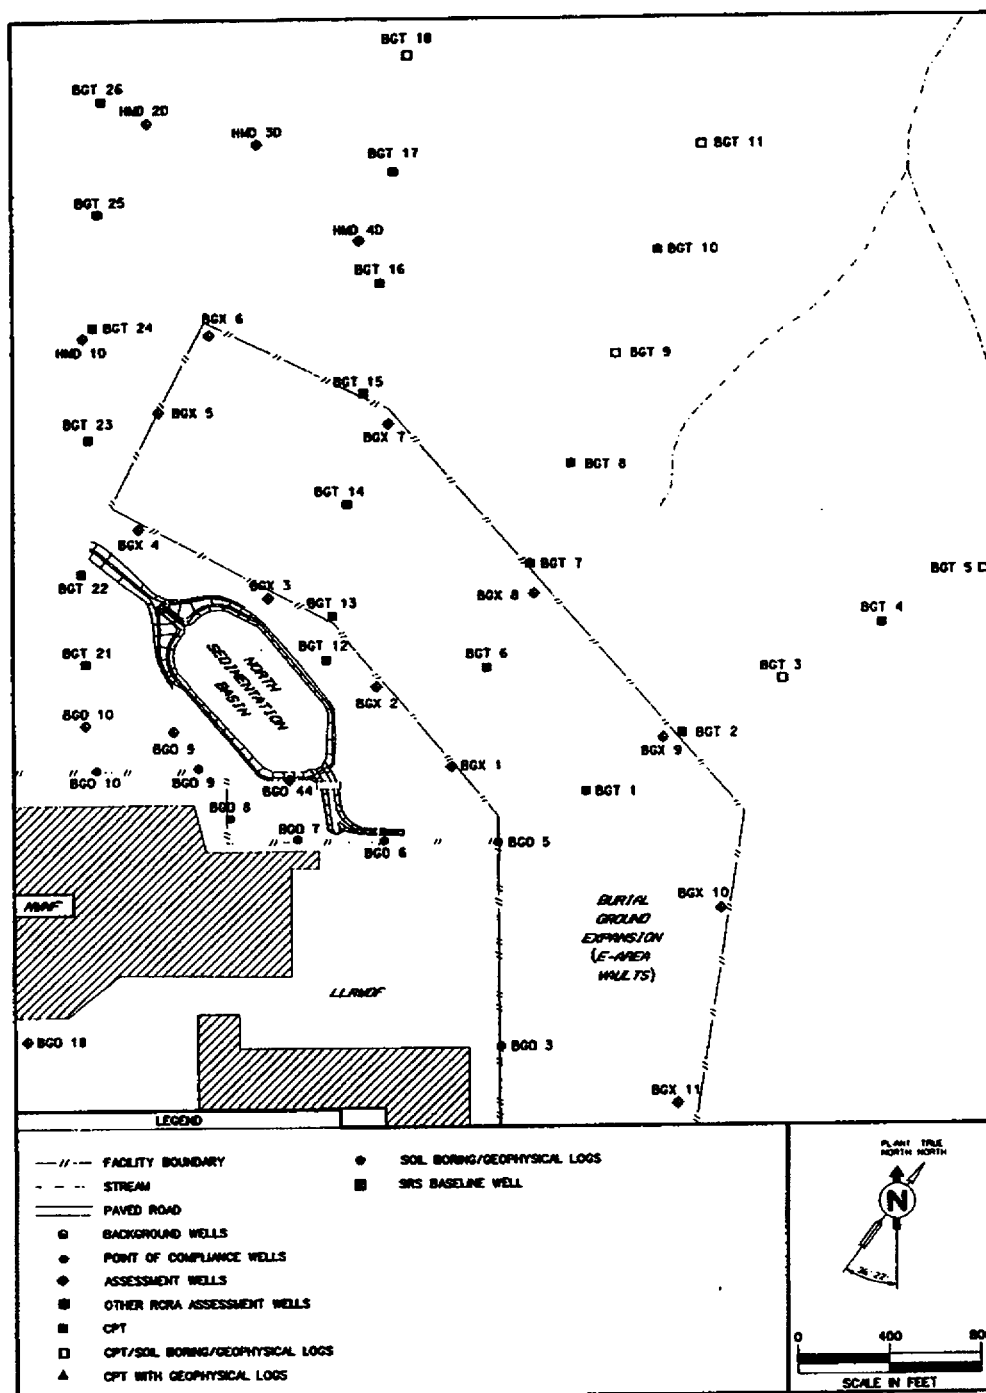 BGT 18
BGT 26
HMD 2D
HMD 3D
BGT 17
BGT 11
BGT 25
HMD 4D
BGT 10
BGT 16
BGX 6
BGT 24
HMD 1D
BGT 9
BGT 15
BGX 5
BGX 7
BGT 23
BGT 8
BGT 14
BGX 4
BGT 7
BGT 5
BGT 22
BGX 3
BGX 8
BGT 4
BGT 13
BGT 12
BGT 21
BGT 6
BGT 3
NORTH
SEDIMENTATION
BASIN
BGX 2
BGO 10
BGO 9
BGT 2
BGX 9
BGX 1
BGO 10
BGO 9
BGO 44
BGT 1
BGO 8
BGO 7
BGO 6
BGO 5
BGX 10
BURIAL
GROUND
EXPANSION
(E-AREA
VAULTS)
MWMF
LLRWDF
BGO 18
BGO 3
BGX 11
LEGEND
FACILITY BOUNDARY
STREAM
PAVED ROAD
BACKGROUND WELLS
POINT OF COMPLIANCE WELLS
ASSESSMENT WELLS
OTHER RCRA ASSESSMENT WELLS
CPT
CPT/SOIL BORING/GEOPHYSICAL LOGS
CPT WITH GEOPHYSICAL LOGS
SOIL BORING/GEOPHYSICAL LOGS
SRS BASELINE WELL
PLANT TRUE
NORTH NORTH
N
36·22'
0 400 80
SCALE IN FEET